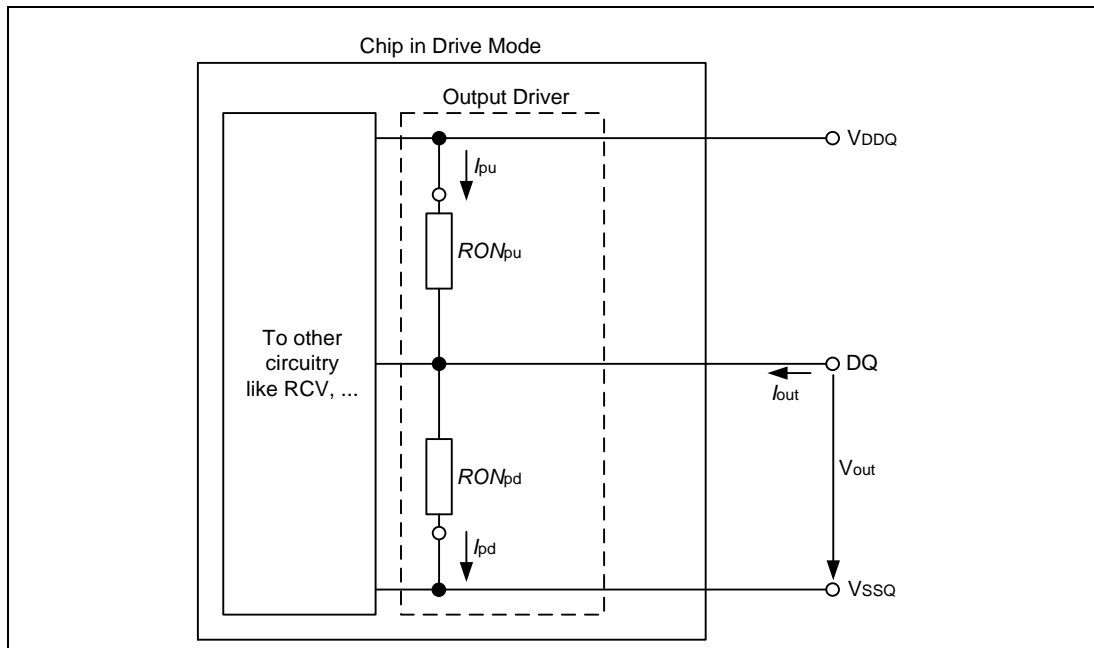 Chip in Drive Mode
Output Driver
VDDQ
Ipu
RONpu
To other
circuitry
like RCV, ...
DQ
Iout
RONpd
Vout
Ipd
VSSQ